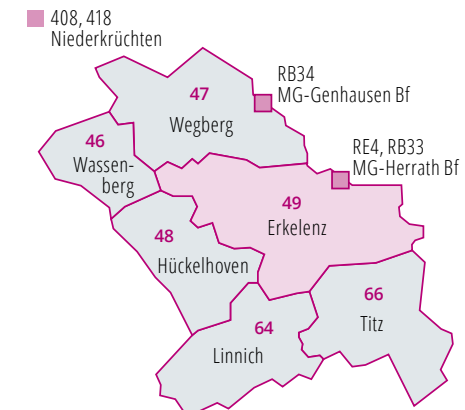 408, 418
Niederkrüchten
RB34
MG-Genhausen Bf
47
Wegberg
RE4, RB33
MG-Herrath Bf
46
Wassen-
berg
49
Erkelenz
48
Hückelhoven
66
Titz
64
Linnich